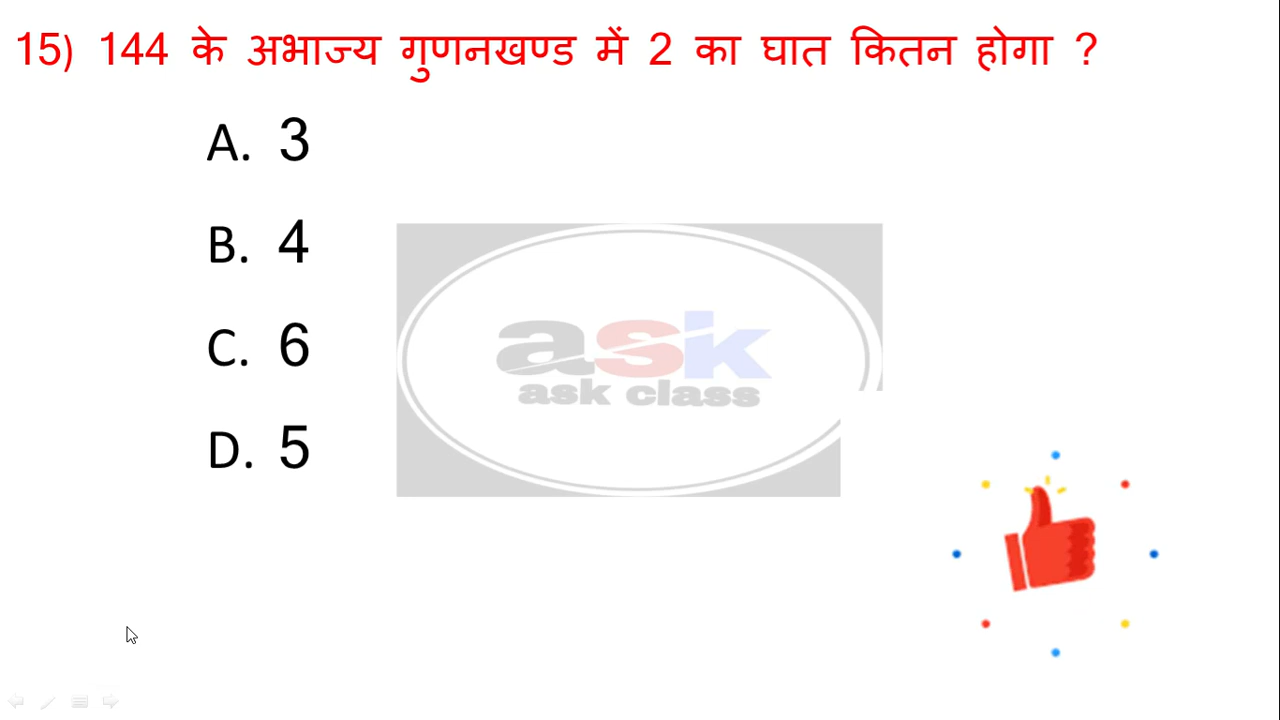 15) 144 के अभाज्य गुणनखण्ड में 2 का घात कितन होगा ?
A. 3
B. 4
C. 6
D. 5
ask
ask class